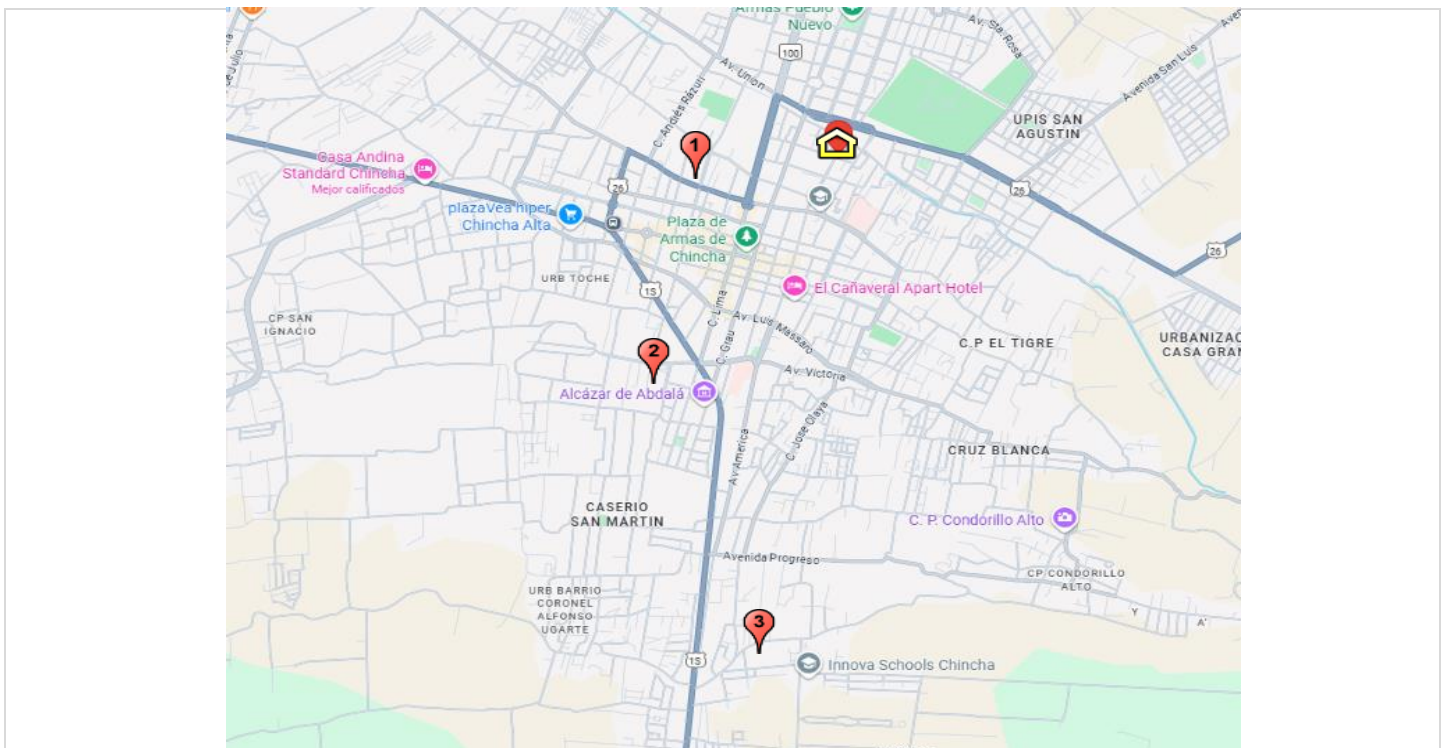 Armas Pueblo
Nuevo
Av. Sta. Rosa
100
Av. Union
Avenida San Luis
C. Andrés Rázuri
UPIS SAN
AGUSTIN
1
Casa Andina
Standard Chincha
Mejor calificados
26
26
plazaVea hiper
Chincha Alta
Plaza de
Armas de
Chincha
26
URB TOCHE
1S
El Cañaveral Apart Hotel
C. Lima
CP SAN
IGNACIO
Av. Luis Massaro
C. Grau
C.P EL TIGRE
URBANIZAC
CASA GRAN
2
Av. Victoria
Alcázar de Abdalá
C. Jose Olaya
Av America
CRUZ BLANCA
CASERIO
SAN MARTIN
C. P. Condorillo Alto
Avenida Progreso
CP CONDORILLO
ALTO
URB BARRIO
CORONEL
ALFONSO
UGARTE
Y
A'
3
1S
Innova Schools Chincha